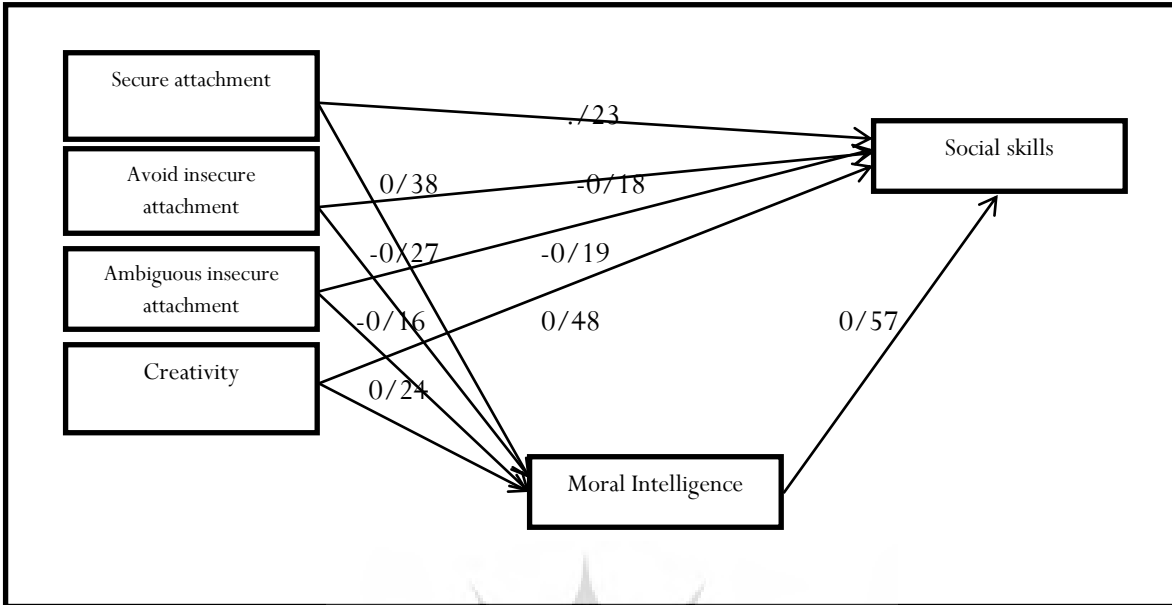 Secure attachment
./23
Social skills
Avoid insecure
attachment
0/38
-0/18
-0/27
-0/19
Ambiguous insecure
attachment
-0/16
0/48
0/57
Creativity
0/24
Moral Intelligence